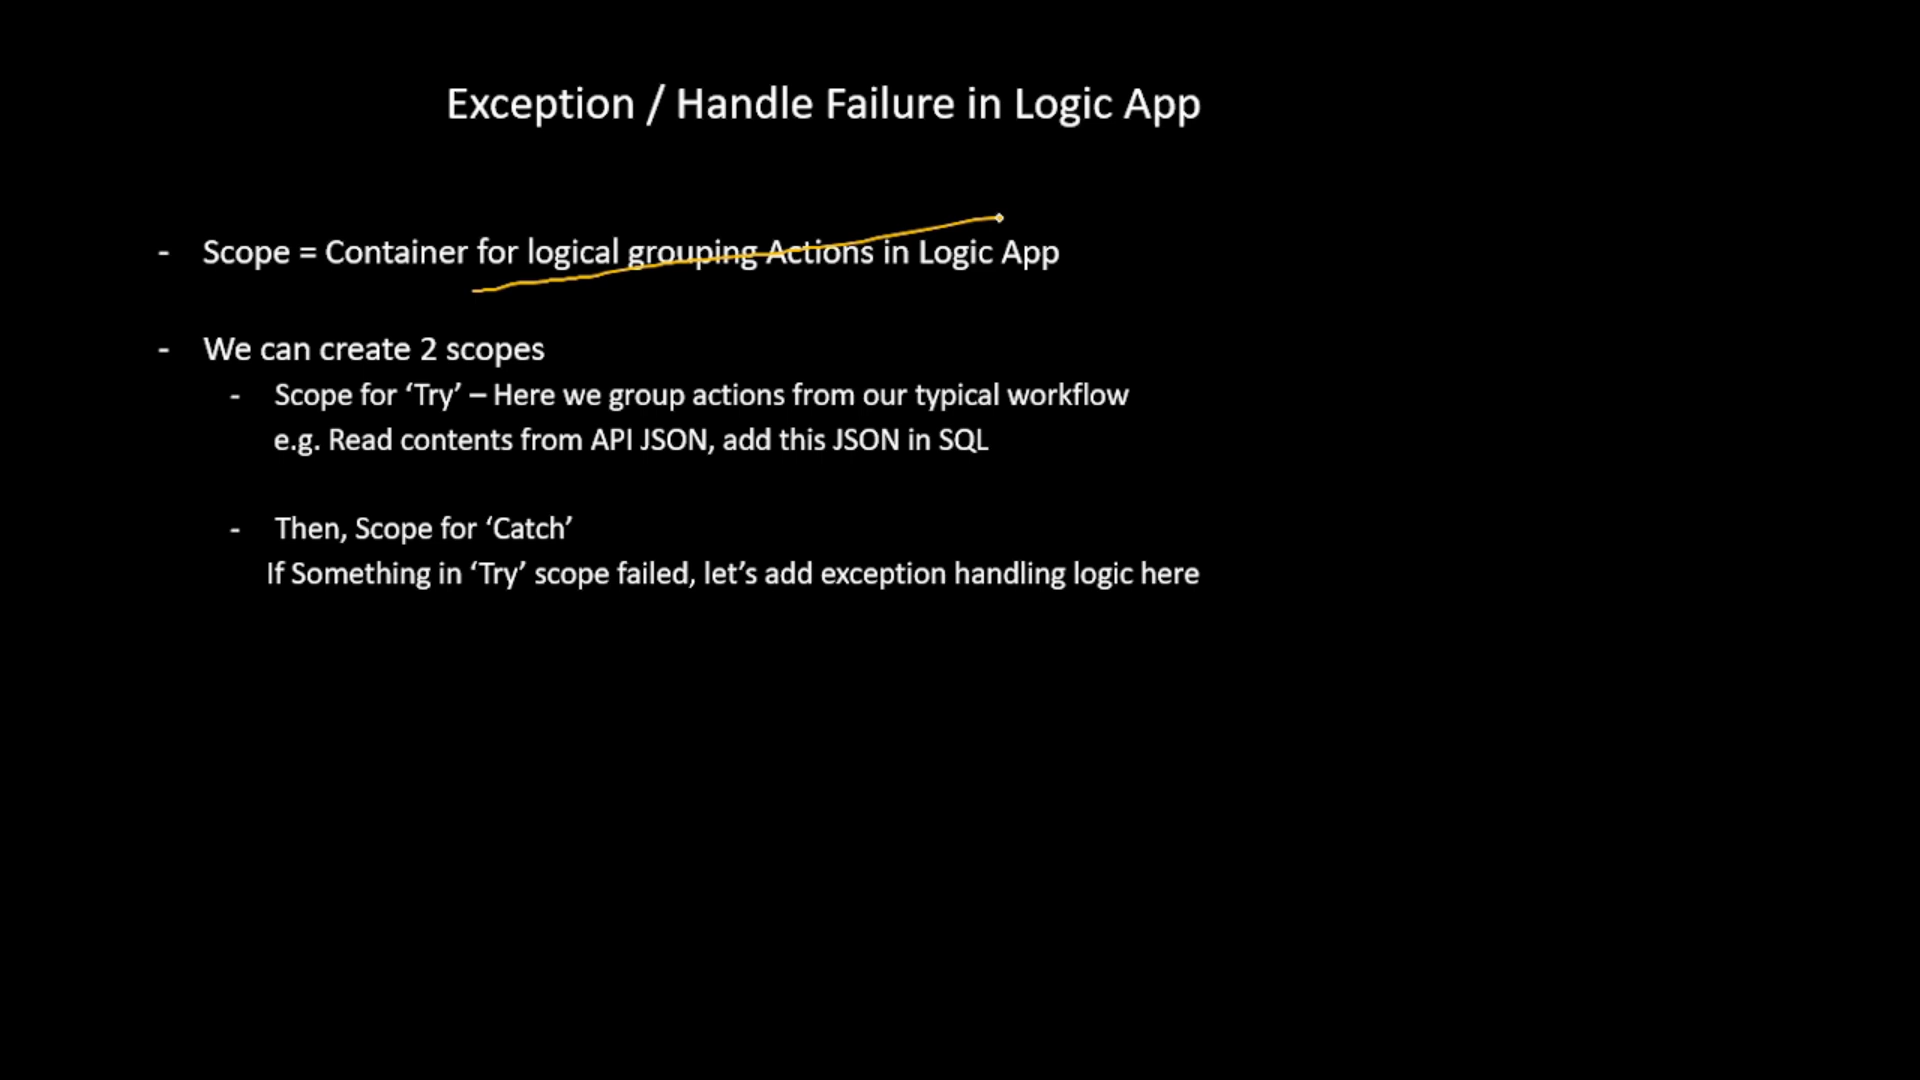 Exception / Handle Failure in Logic App
- Scope = Container for logical grouping Actions in Logic App
- We can create 2 scopes
- Scope for ‘Try’ – Here we group actions from our typical workflow
e.g. Read contents from API JSON, add this JSON in SQL
- Then, Scope for ‘Catch’
If Something in ‘Try’ scope failed, let’s add exception handling logic here